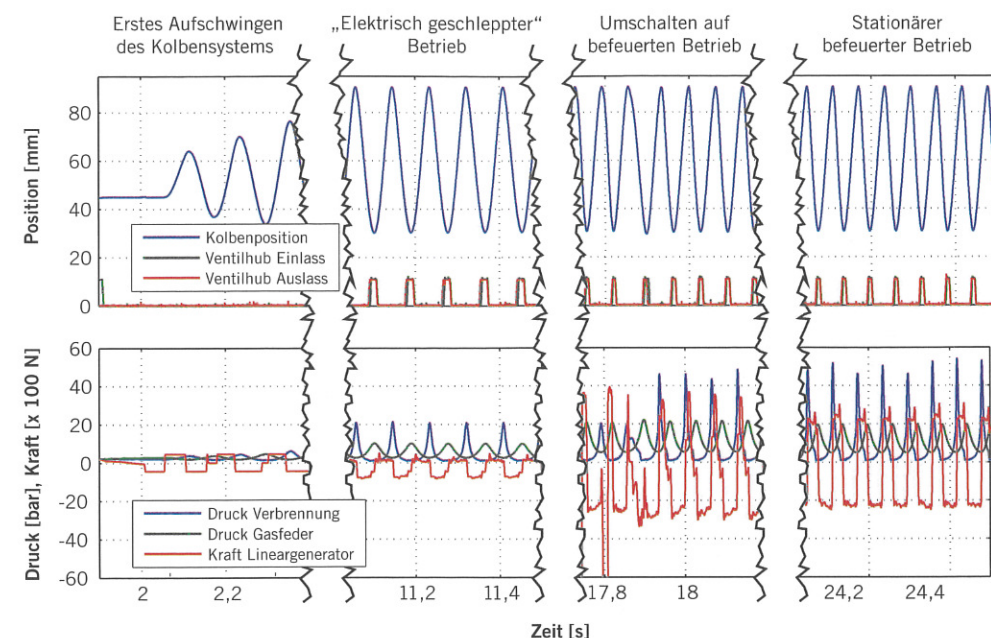 Erstes Aufschwingen
des Kolbensystems
„Elektrisch geschleppter“
Betrieb
Umschalten auf
befeuerten Betrieb
Stationärer
befeuerter Betrieb
Position [mm]
80
60
40
20
0
Kolbenposition
Ventilhub Einlass
Ventilhub Auslass
Druck [bar], Kraft [x 100 N]
60
40
20
0
-20
-40
-60
Druck Verbrennung
Druck Gasfeder
Kraft Lineargenerator
2
2,2
11,2
11,4
17,8
18
24,2
24,4
Zeit [s]